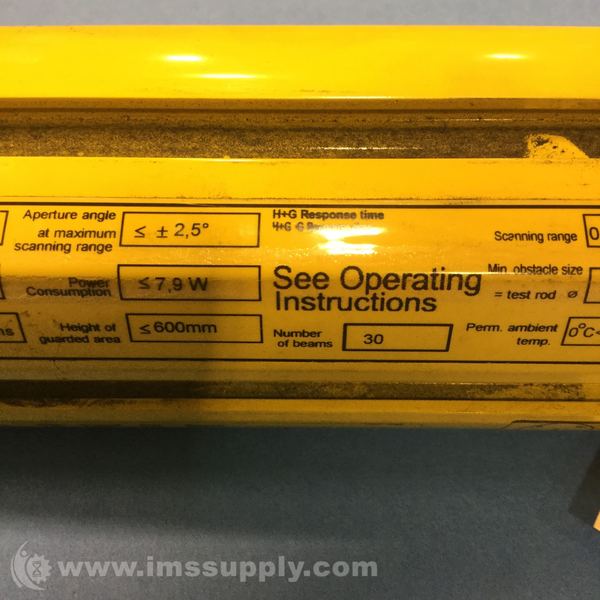 Aperture angle
at maximum
scanning range
≤ ± 2,5°
H+G Response time
Scanning range
0
Power
Consumption
≤ 7,9 W
See Operating
Instructions
Min. obstacle size
= test rod ø
ns
Height of
guarded area
≤ 600mm
Number
of beams
30
Perm. ambient
temp.
0°C
www.imssupply.com